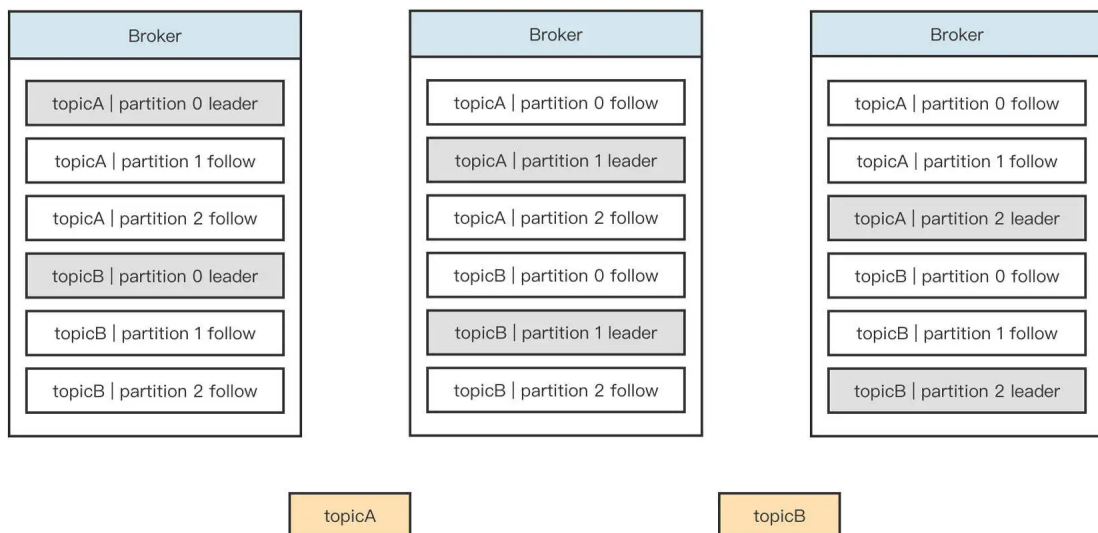 Broker
topicA | partition 0 leader
topicA | partition 1 follow
topicA | partition 2 follow
topicB | partition 0 leader
topicB | partition 1 follow
topicB | partition 2 follow
Broker
topicA | partition 0 follow
topicA | partition 1 leader
topicA | partition 2 follow
topicB | partition 0 follow
topicB | partition 1 leader
topicB | partition 2 follow
Broker
topicA | partition 0 follow
topicA | partition 1 follow
topicA | partition 2 leader
topicB | partition 0 follow
topicB | partition 1 follow
topicB | partition 2 leader
topicA
topicB